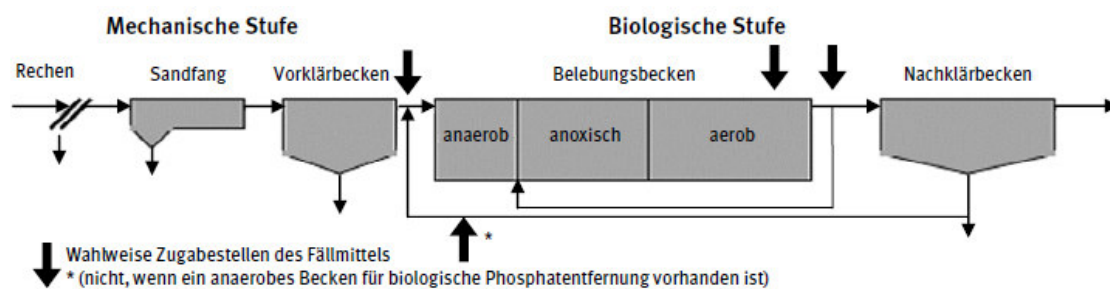 Mechanische Stufe
Biologische Stufe
Rechen
Sandfang
Vorklärbecken
Belebungsbecken
Nachklärbecken
anaerob
anoxisch
aerob
*
Wahlweise Zugabestellen des Fällmittels
* (nicht, wenn ein anaerobes Becken für biologische Phosphatentfernung vorhanden ist)